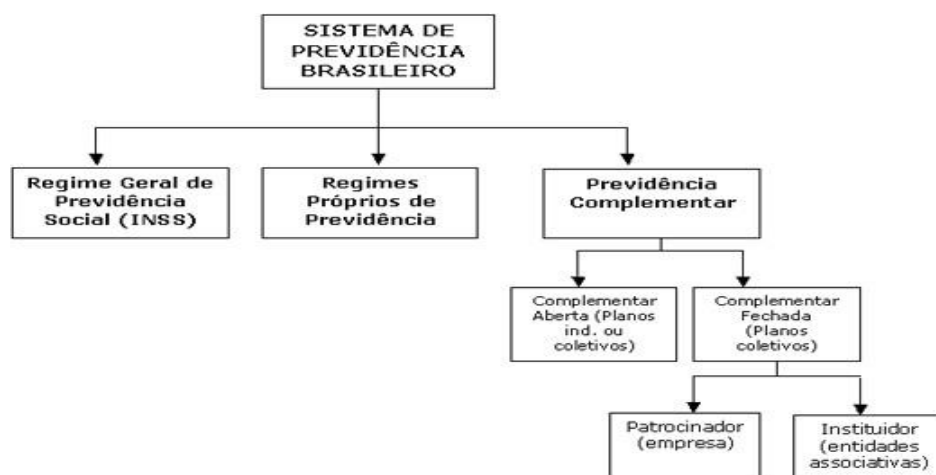 SISTEMA DE
PREVIDÊNCIA
BRASILEIRO
Regime Geral de
Previdência
Social (INSS)
Regimes
Próprios de
Previdência
Previdência
Complementar
Complementar
Aberta (Planos
ind. ou
coletivos)
Complementar
Fechada
(Planos
coletivos)
Patrocinador
(empresa)
Instituidor
(entidades
associativas)